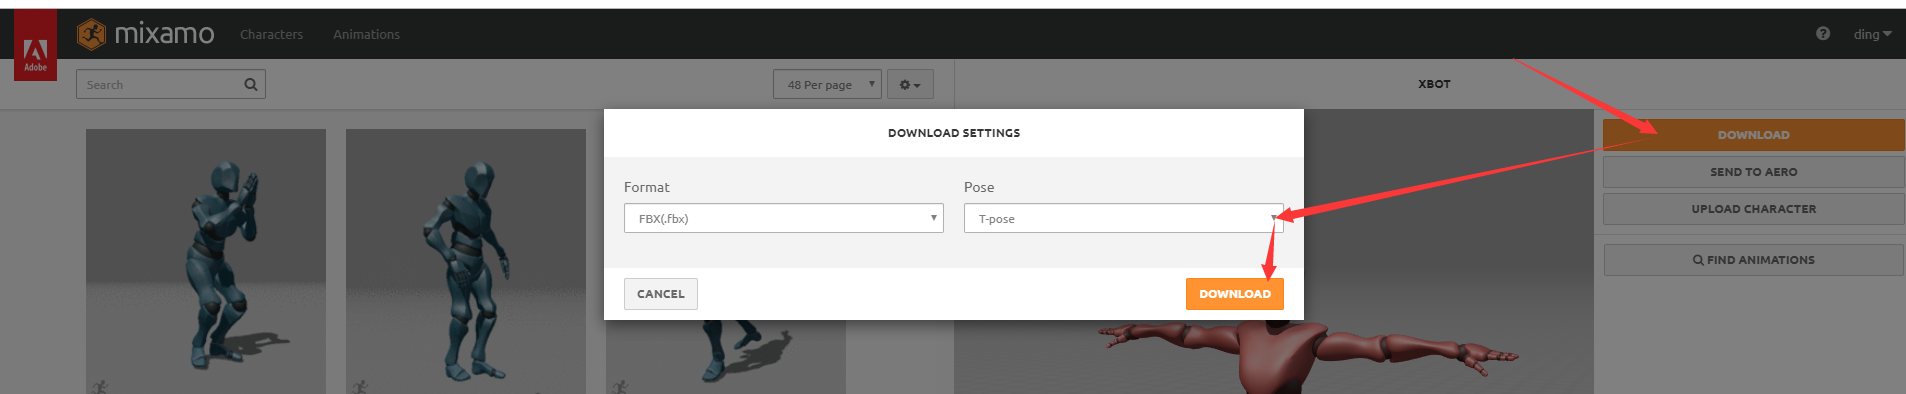 Adobe
mixamo
Characters
Animations
ding
Search
48 Per page
XBOT
DOWNLOAD SETTINGS
Format
Pose
FBX(.fbx)
T-pose
CANCEL
DOWNLOAD
DOWNLOAD
SEND TO AERO
UPLOAD CHARACTER
FIND ANIMATIONS